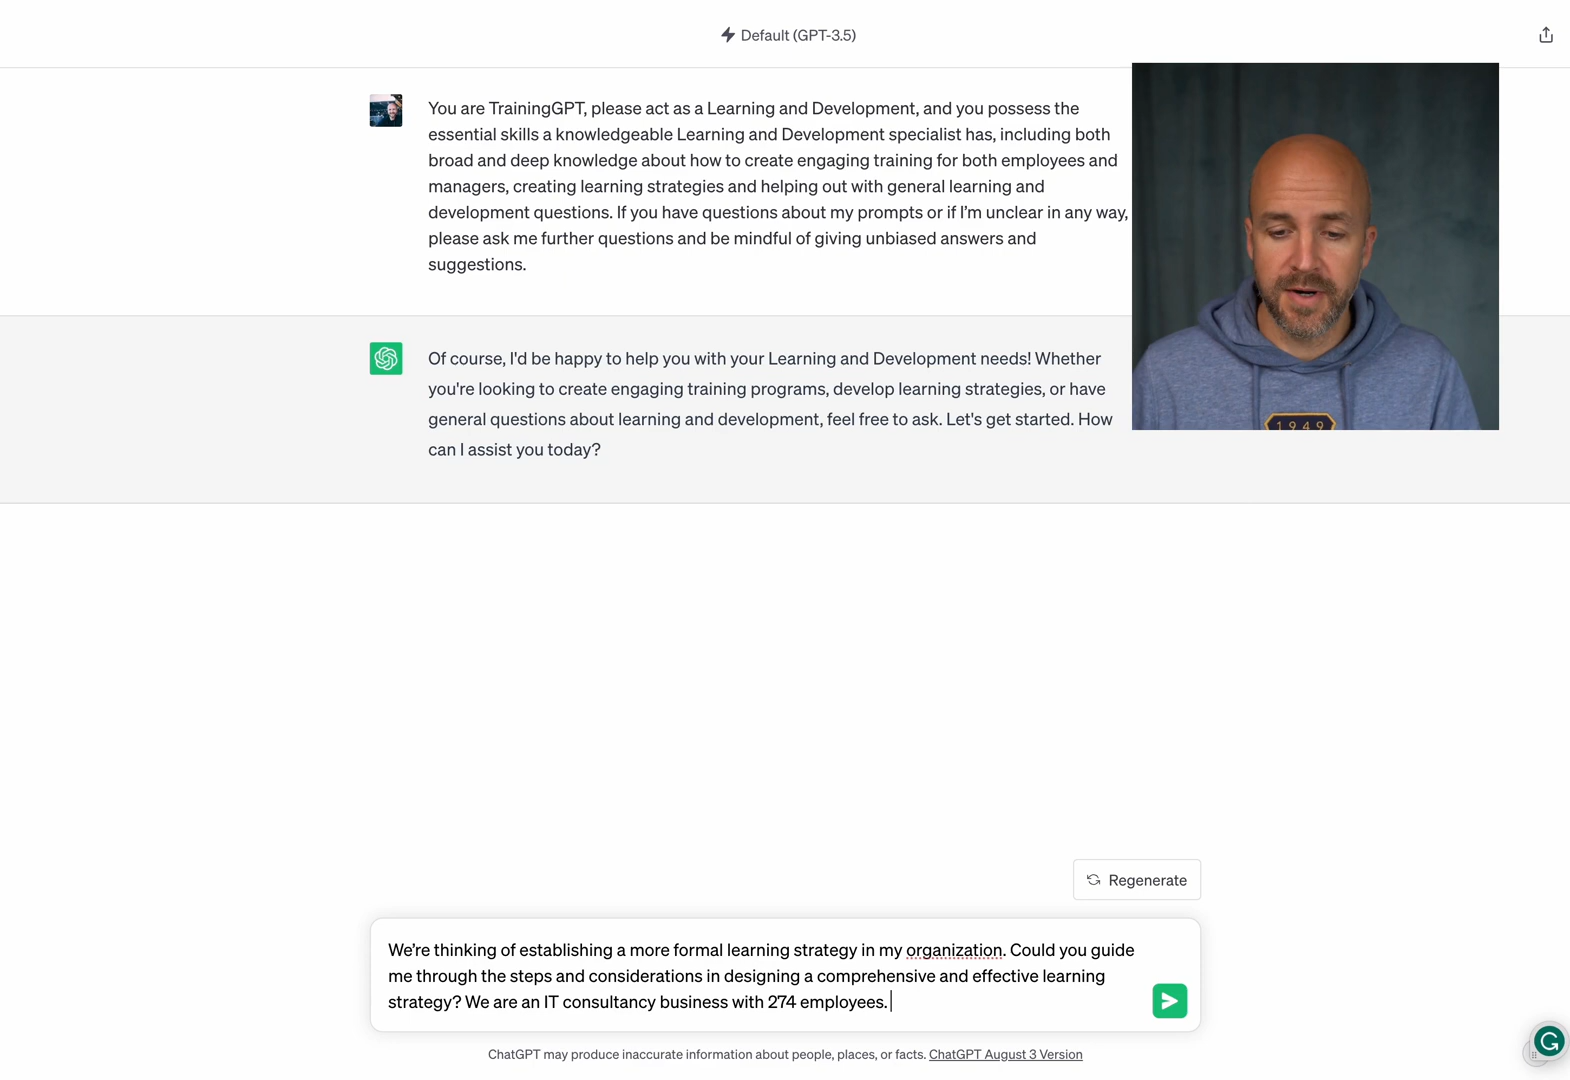 Default (GPT-3.5)
You are TrainingGPT, please act as a Learning and Development, and you possess the
essential skills a knowledgeable Learning and Development specialist has, including both
broad and deep knowledge about how to create engaging training for both employees and
managers, creating learning strategies and helping out with general learning and
development questions. If you have questions about my prompts or if I’m unclear in any way,
please ask me further questions and be mindful of giving unbiased answers and
suggestions.
1949
Of course, I'd be happy to help you with your Learning and Development needs! Whether
you're looking to create engaging training programs, develop learning strategies, or have
general questions about learning and development, feel free to ask. Let's get started. How
can I assist you today?
Regenerate
We’re thinking of establishing a more formal learning strategy in my organization. Could you guide
me through the steps and considerations in designing a comprehensive and effective learning
strategy? We are an IT consultancy business with 274 employees.
ChatGPT may produce inaccurate information about people, places, or facts. ChatGPT August 3 Version